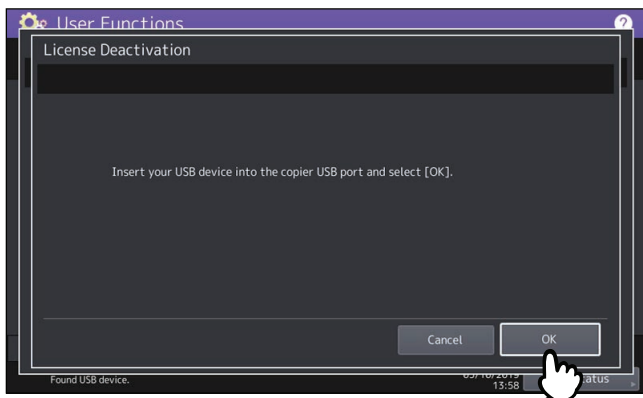 User Functions
?
License Deactivation
Insert your USB device into the copier USB port and select [OK].
Cancel
OK
Found USB device.
13:58